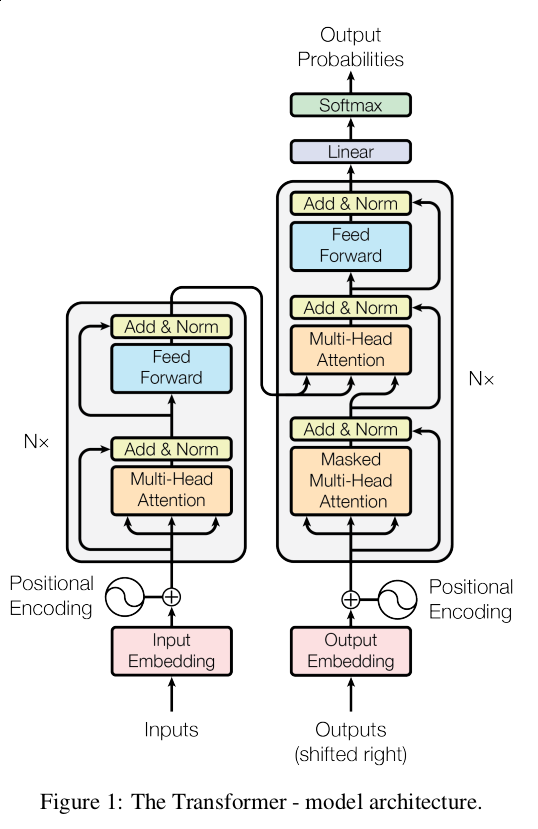 Output
Probabilities
Softmax
Linear
Add & Norm
Feed
Forward
Add & Norm
Multi-Head
Attention
Add & Norm
Masked
Multi-Head
Attention
N×
Add & Norm
Feed
Forward
Add & Norm
Multi-Head
Attention
N×
Positional
Encoding
Positional
Encoding
Input
Embedding
Output
Embedding
Inputs
Outputs
(shifted right)
Figure 1: The Transformer - model architecture.